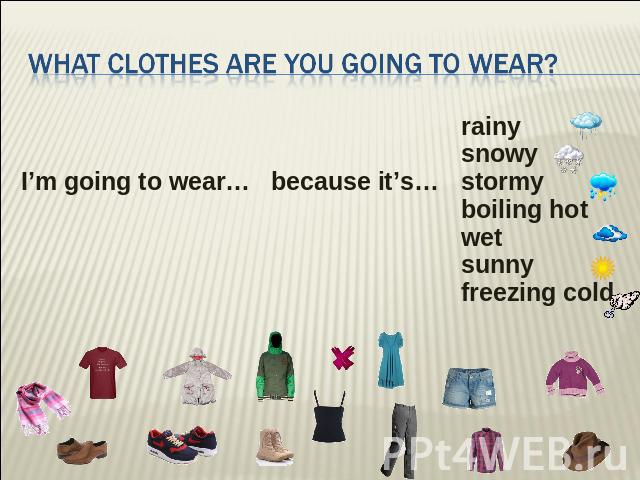 WHAT CLOTHES ARE YOU GOING TO WEAR?
I'm going to wear… because it's…
rainy
snowy
stormy
boiling hot
wet
sunny
freezing cold
PPt4WEB.ru